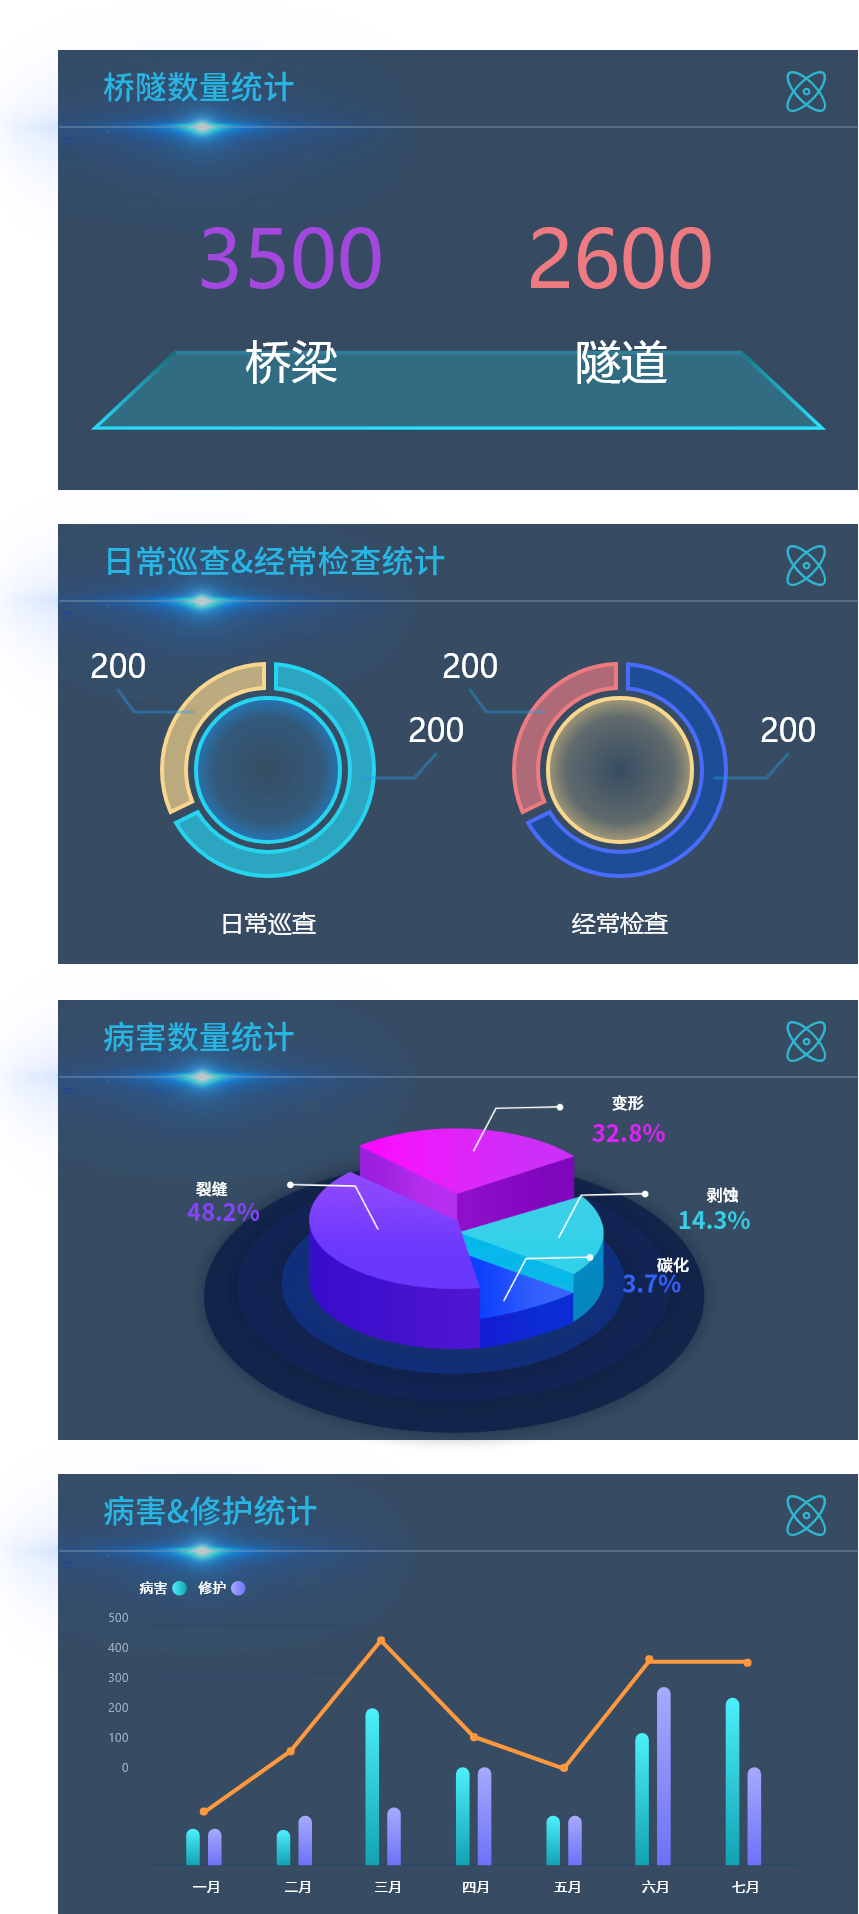 桥隧数量统计
3500
2600
桥梁
隧道
日常巡查&经常检查统计
200
200
200
200
日常巡查
经常检查
病害数量统计
变形
32.8%
裂缝
48.2%
剥蚀
14.3%
碳化
3.7%
病害&修护统计
病害 修护
500
400
300
200
100
0
一月 二月 三月 四月 五月 六月 七月